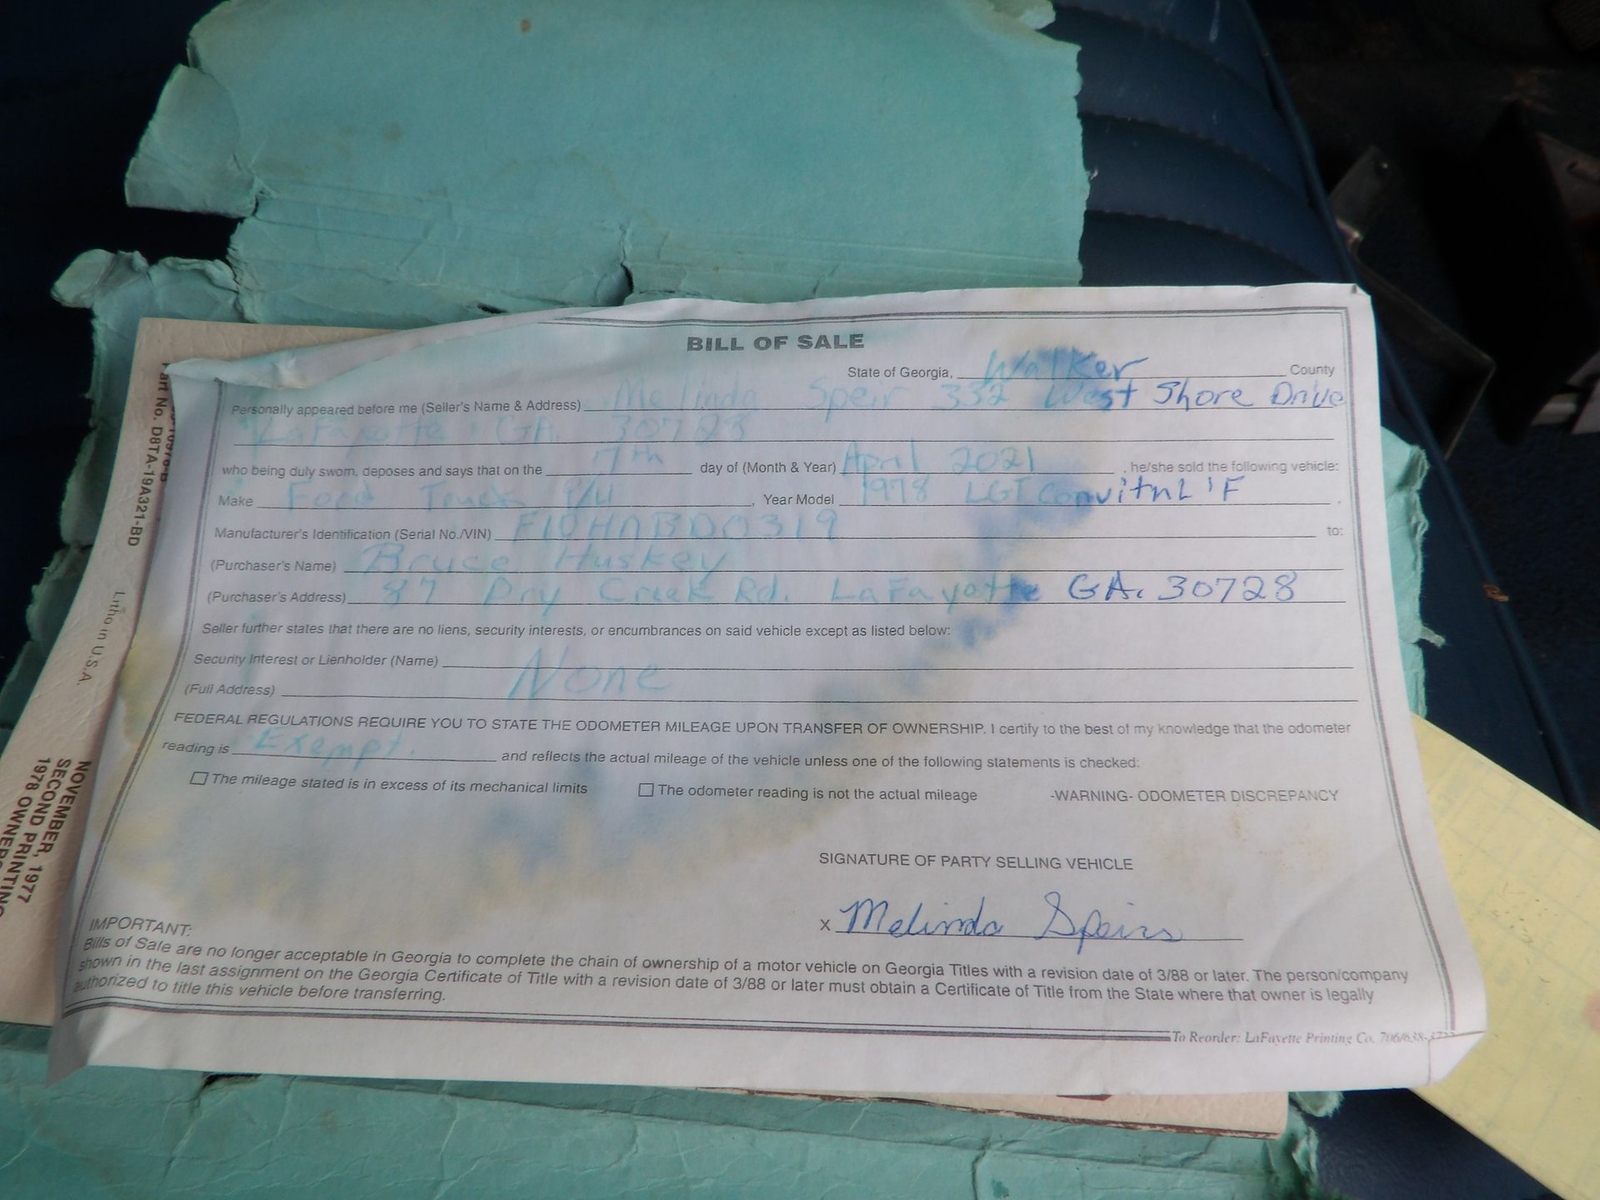 BILL OF SALE
State of Georgia, Walker County
Personally appeared before me (Seller's Name & Address) Melinda Speir 332 West Shore Drive
LaFayette GA 30728
who being duly sworn, deposes and says that on the 7th day of (Month & Year) April 2021, he/she sold the following vehicle:
Make Ford Truck P/U, Year Model 1978 LGT
Manufacturer's Identification (Serial No./VIN) F10HNBD0319 to:
(Purchaser's Name) Bruce Huskey
(Purchaser's Address) 87 Dry Creek Rd. LaFayette GA. 30728
Seller further states that there are no liens, security interests, or encumbrances on said vehicle except as listed below:
Security Interest or Lienholder (Name)
None
(Full Address)
FEDERAL REGULATIONS REQUIRE YOU TO STATE THE ODOMETER MILEAGE UPON TRANSFER OF OWNERSHIP. I certify to the best of my knowledge that the odometer
reading is Exempt. and reflects the actual mileage of the vehicle unless one of the following statements is checked:
The mileage stated is in excess of its mechanical limits The odometer reading is not the actual mileage -WARNING- ODOMETER DISCREPANCY
SIGNATURE OF PARTY SELLING VEHICLE
x Melinda Speirs
IMPORTANT:
Bills of Sale are no longer acceptable in Georgia to complete the chain of ownership of a motor vehicle on Georgia Titles with a revision date of 3/88 or later. The person/company
shown in the last assignment on the Georgia Certificate of Title with a revision date of 3/88 or later must obtain a Certificate of Title from the State where that owner is legally
authorized to title this vehicle before transferring.
To Reorder: LaFayette Printing Co. 706/638-
Part No. D8TA-19A321-BD
Litho in U.S.A.
NOVEMBER, 1977
SECOND PRINTING
1978 OWNER